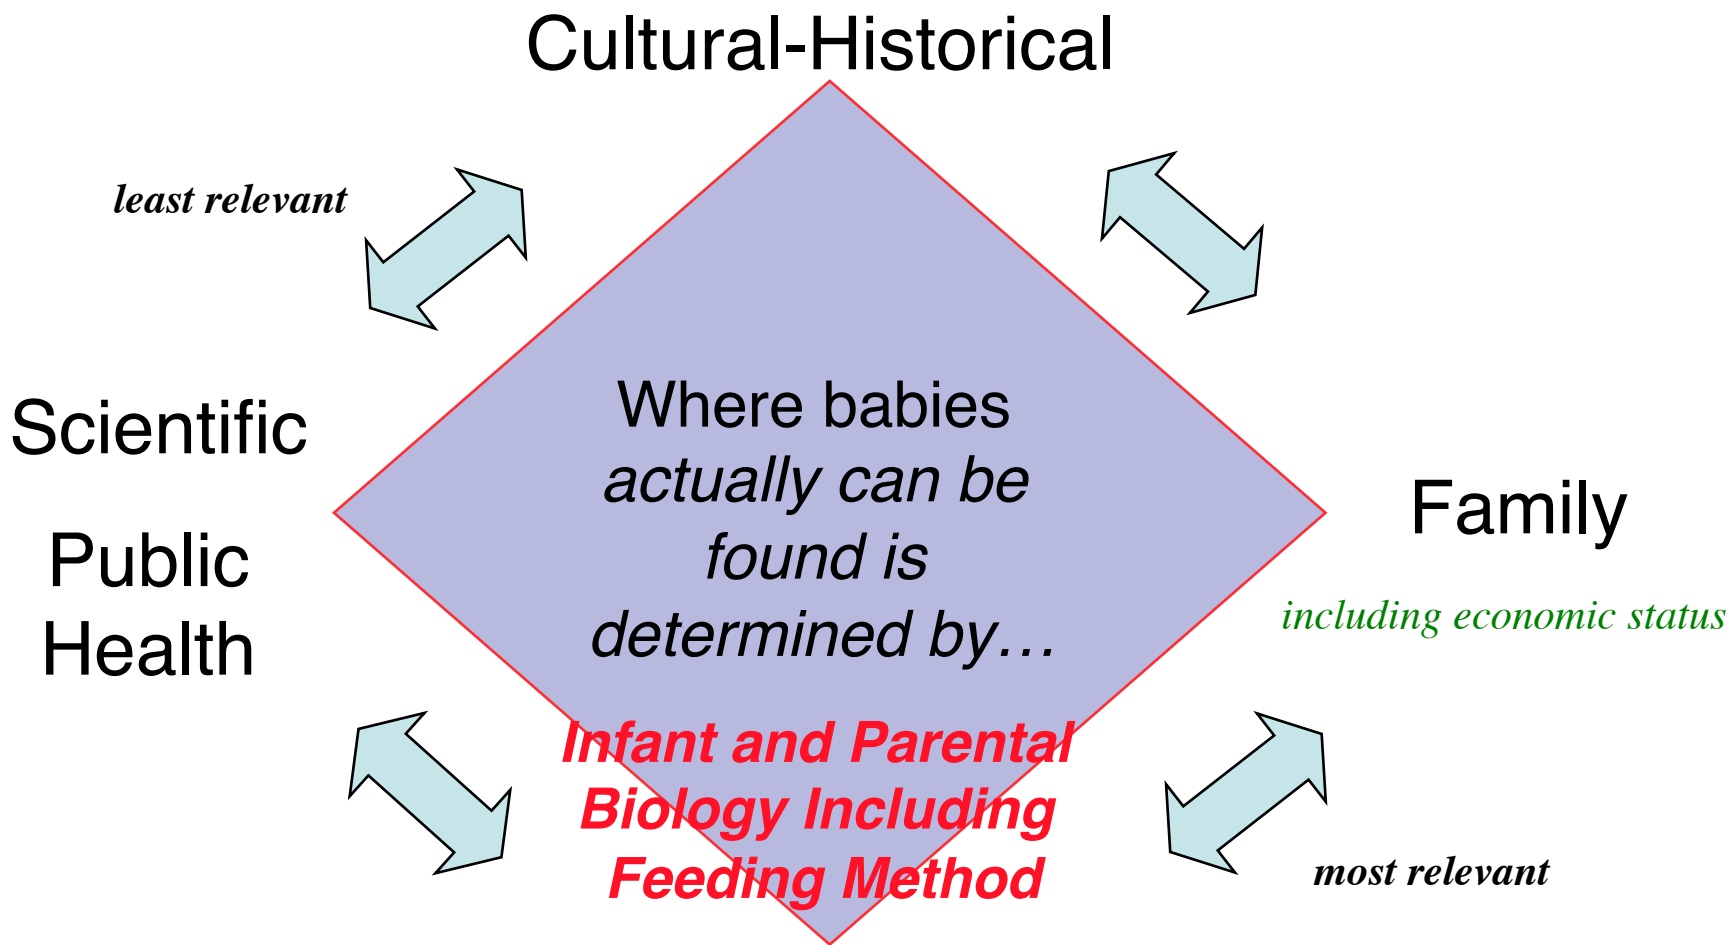 Cultural-Historical
least relevant
Scientific
Public
Health
Where babies
actually can be
found is
determined by…
Infant and Parental
Biology Including
Feeding Method
Family
including economic status
most relevant